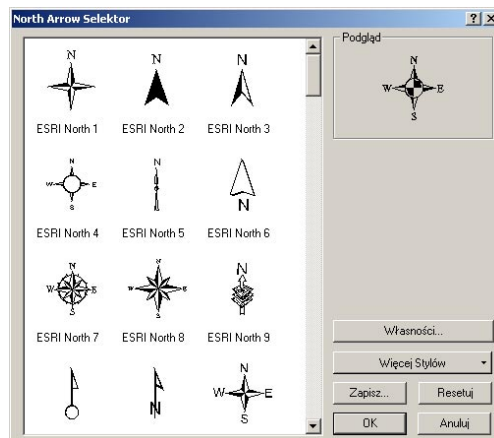 North Arrow Selektor
N
N
N
ESRI North 1
ESRI North 2
ESRI North 3
N
W
E
S
N
S
N
ESRI North 4
ESRI North 5
ESRI North 6
N
W
E
S
N
W
E
S
N
ESRI North 7
ESRI North 8
ESRI North 9
N
N
W
E
S
Podgląd
N
W
E
S
Własności...
Więcej Stylów
Zapisz...
Resetuj
OK
Anuluj